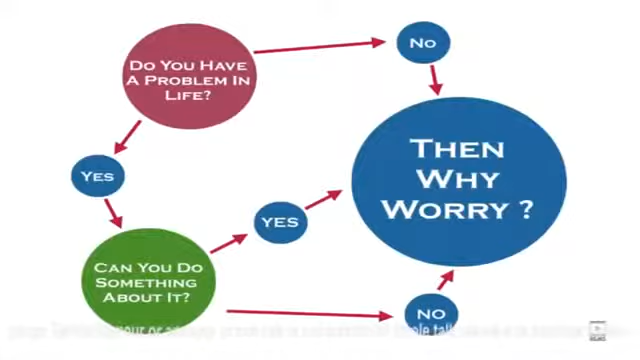 Do You Have
A Problem In
Life?
No
Yes
Then
Why
Worry ?
YES
Can You Do
Something
About It?
NO